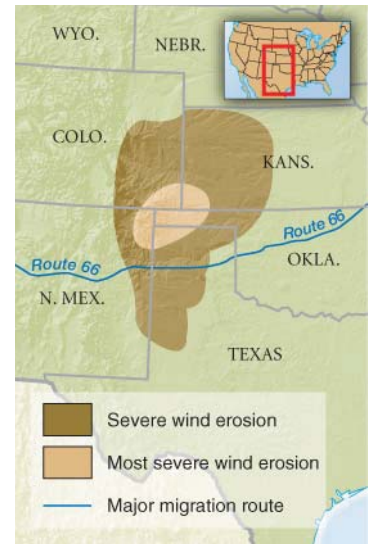 WYO.
NEBR.
COLO.
KANS.
Route 66
Route 66
OKLA.
N. MEX.
TEXAS
Severe wind erosion
Most severe wind erosion
Major migration route